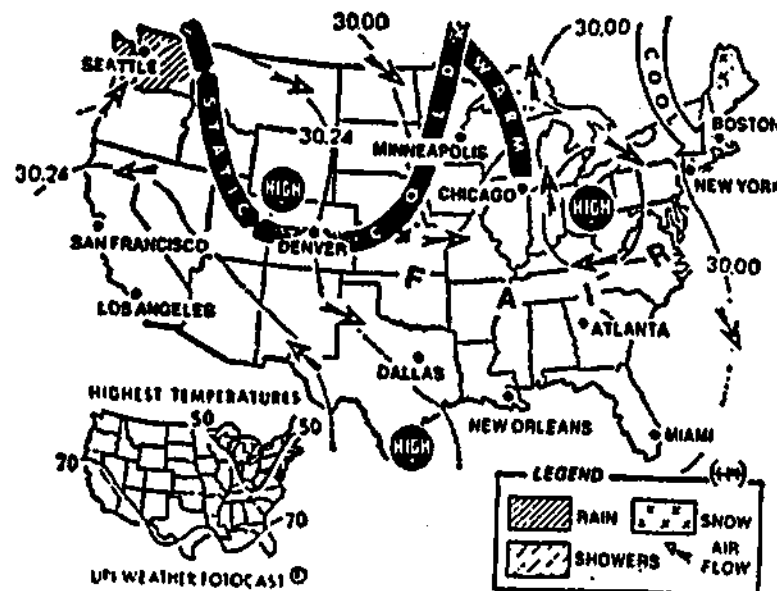 30.00
30.00
SEATTLE
STATIC
COLD
WARM
COOL
BOSTON
30.24
MINNEAPOLIS
30.24
HIGH
CHICAGO
HIGH
NEW YORK
SAN FRANCISCO
DENVER
F A R
30.00
LOS ANGELES
ATLANTA
DALLAS
HIGHEST TEMPERATURES
NEW ORLEANS
MIAMI
50
50
HIGH
70
70
LEGEND
RAIN
SNOW
SHOWERS
AIR FLOW
UPI WEATHER FOTOCAST ®